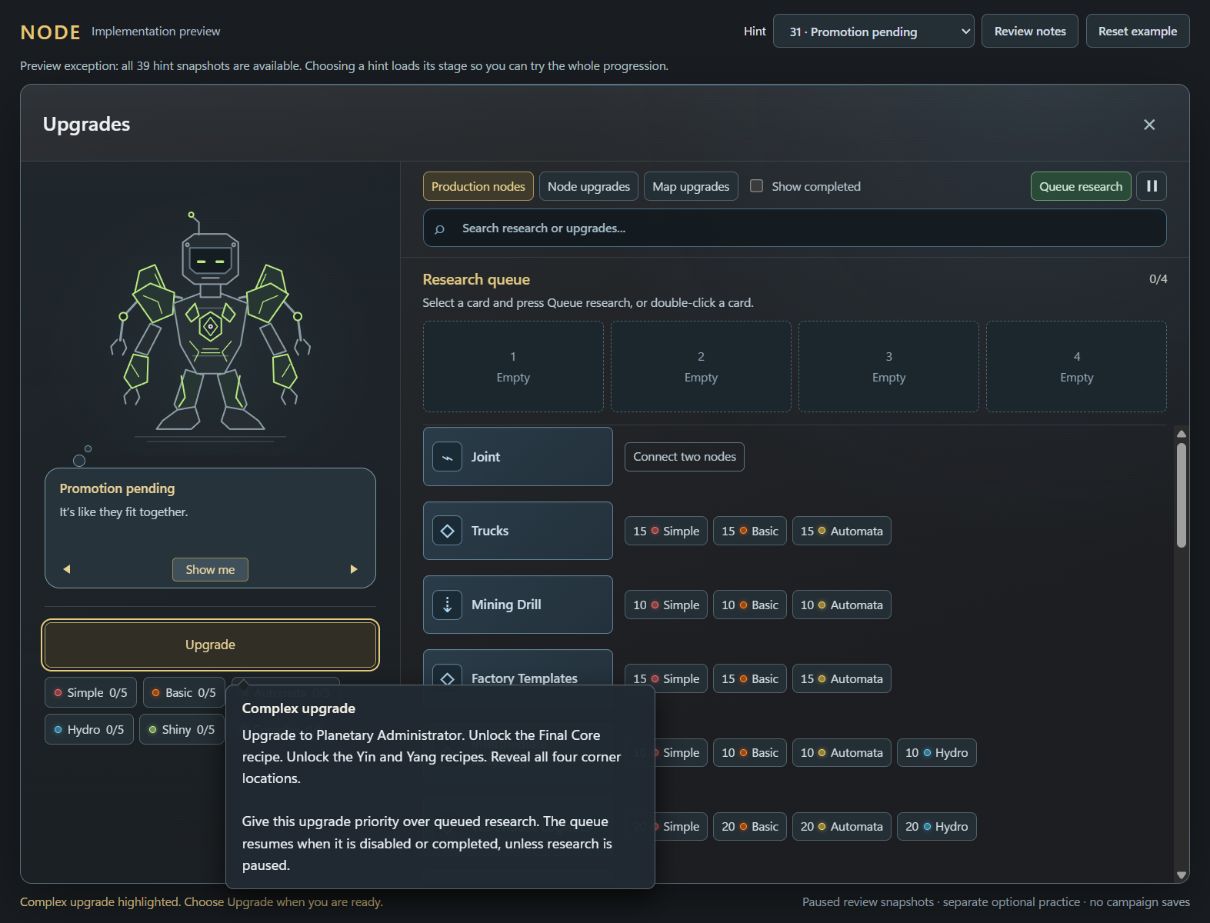 NODE Implementation preview Hint 31 · Promotion pending Review notes Reset example
Preview exception: all 39 hint snapshots are available. Choosing a hint loads its stage so you can try the whole progression.
Upgrades
Production nodes Node upgrades Map upgrades Show completed Queue research
Search research or upgrades...
Research queue 0/4
Select a card and press Queue research, or double-click a card.
1 2 3 4
Empty Empty Empty Empty
Joint Connect two nodes
Trucks 15 Simple 15 Basic 15 Automata
Mining Drill 10 Simple 10 Basic 10 Automata
Factory Templates 15 Simple 15 Basic 15 Automata
10 Simple 10 Basic 10 Automata 10 Hydro
20 Simple 20 Basic 20 Automata 20 Hydro
Promotion pending
It's like they fit together.
Show me
Upgrade
Simple 0/5 Basic 0/5 Automata 0/5
Hydro 0/5 Shiny 0/5
Complex upgrade
Upgrade to Planetary Administrator. Unlock the Final Core
recipe. Unlock the Yin and Yang recipes. Reveal all four corner
locations.
Give this upgrade priority over queued research. The queue
resumes when it is disabled or completed, unless research is
paused.
Complex upgrade highlighted. Choose Upgrade when you are ready.
Paused review snapshots · separate optional practice · no campaign saves